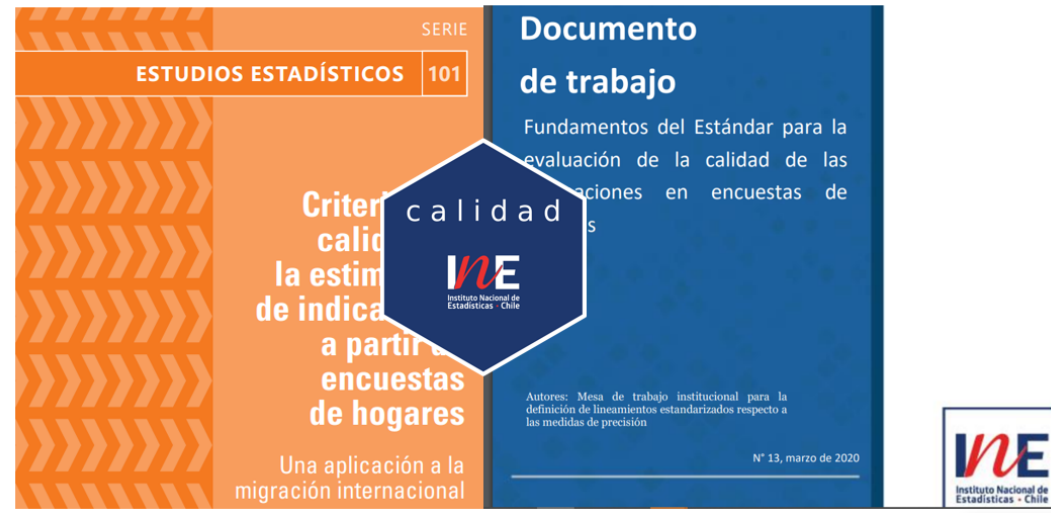 SERIE
ESTUDIOS ESTADÍSTICOS 101
la estim
de indica
a parti
encuestas
de hogares
Una aplicación a la
migración internacional
calidad
INE
Instituto Nacional de
Estadísticas - Chile
Documento
de trabajo
Fundamentos del Estándar para la
evaluación de la calidad de las
aciones en encuestas de
s
Autores: Mesa de trabajo institucional para la
definición de lineamientos estandarizados respecto a
las medidas de precisión
N° 13, marzo de 2020
INE
Instituto Nacional de
Estadísticas - Chile